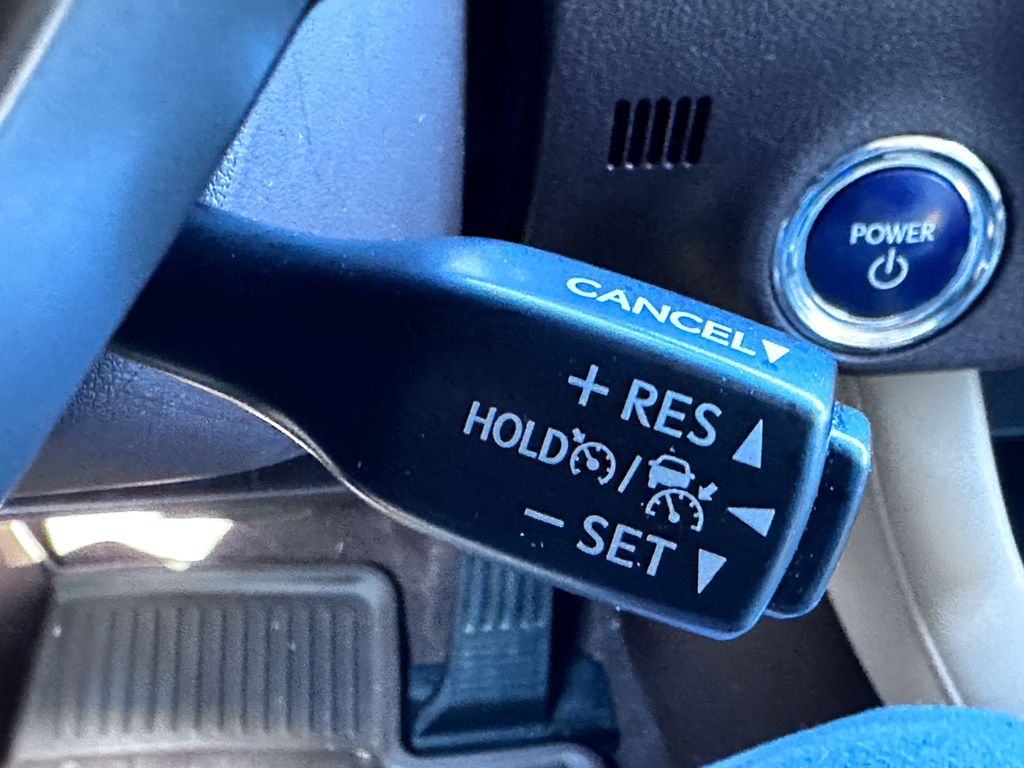 POWER
CANCEL▼
+ RES ▲
HOLD / ◀
− SET ▼